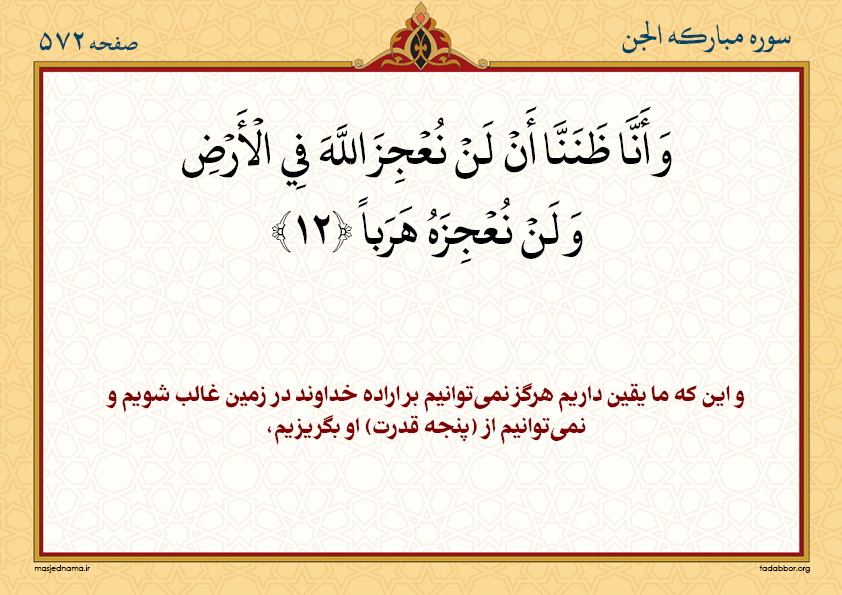 سوره مبارکه الجن
صفحه ۵۷۲
وَ أَنَّا ظَنَنَّا أَنْ لَنْ نُعْجِزَ اللَّهَ فِي الْأَرْضِ
وَ لَنْ نُعْجِزَهُ هَرَباً ﴿۱۲﴾
و این که ما یقین داریم هرگز نمی‌توانیم بر اراده خداوند در زمین غالب شویم و
نمی‌توانیم از (پنجه قدرت) او بگریزیم،
masjednama.ir
tadabbor.org